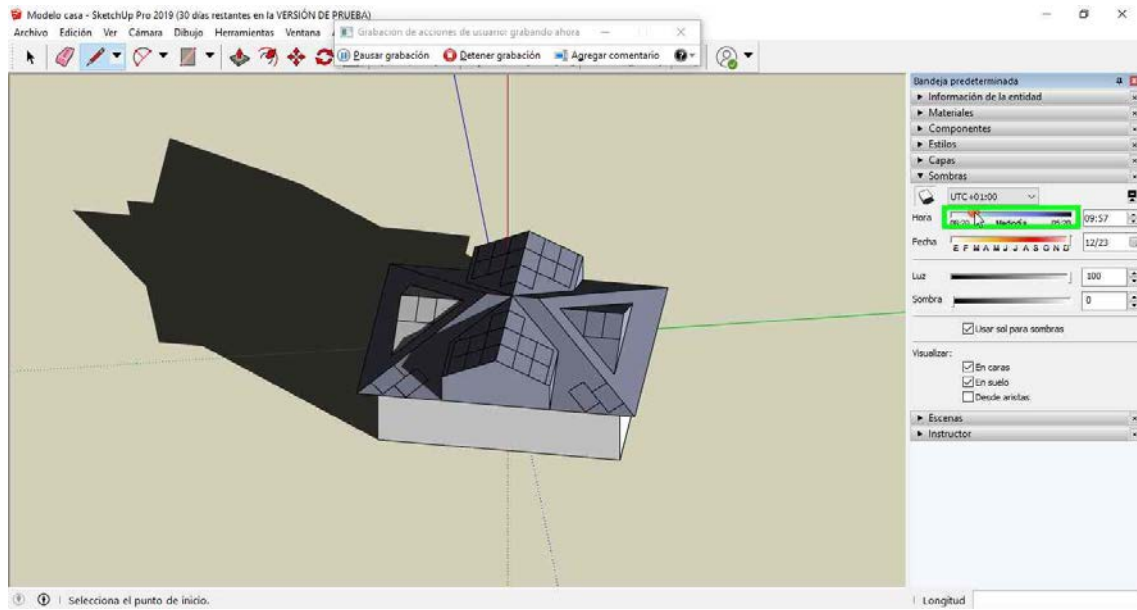 Modelo casa - SketchUp Pro 2019 (30 días restantes en la VERSIÓN DE PRUEBA)
Grabación de acciones de usuario: grabando ahora
Archivo Edición Ver Cámara Dibujo Herramientas Ventana
Pausar grabación Detener grabación Agregar comentario
Bandeja predeterminada
Información de la entidad
Materiales
Componentes
Estilos
Capas
Sombras
UTC+01:00
Hora Mediodía 09:57
Fecha E F M A M J J A S O N D 12/23
Luz 100
Sombra 0
Usar sol para sombras
Visualizar:
En caras
En suelo
Desde aristas
Escenas
Instructor
Selecciona el punto de inicio.
Longitud